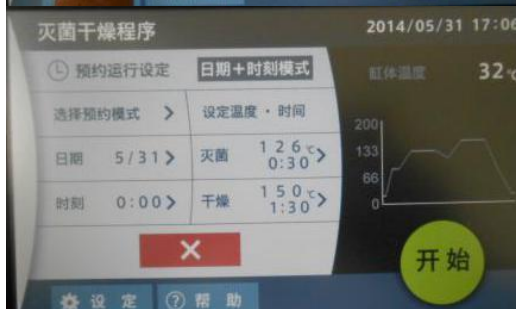 灭菌干燥程序
2014/05/31 17:06
预约运行设定
日期+时刻模式
缸体温度 32℃
选择预约模式 >
设定温度・时间
日期 5/31 >
灭菌 126℃ 0:30 >
时刻 0:00 >
干燥 150℃ 1:30 >
200
133
66
0
开始
设定
? 帮助